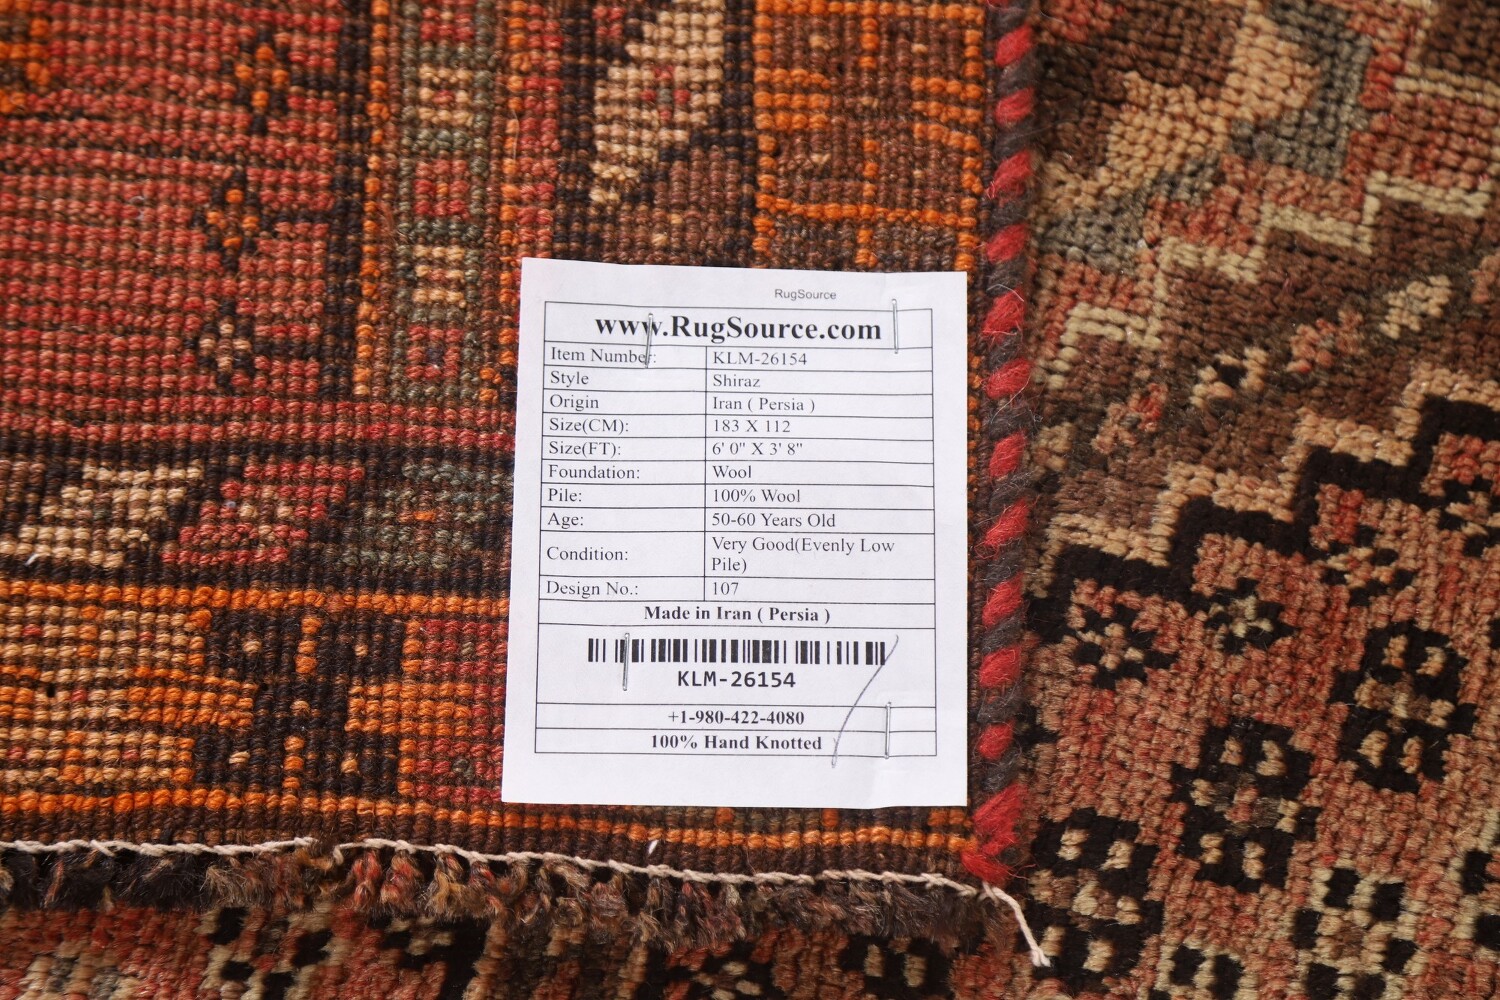 RugSource
www.RugSource.com
Item Number: KLM-26154
Style Shiraz
Origin Iran ( Persia )
Size(CM): 183 X 112
Size(FT): 6' 0" X 3' 8"
Foundation: Wool
Pile: 100% Wool
Age: 50-60 Years Old
Condition: Very Good(Evenly Low
Pile)
Design No.: 107
Made in Iran ( Persia )
KLM-26154
+1-980-422-4080
100% Hand Knotted